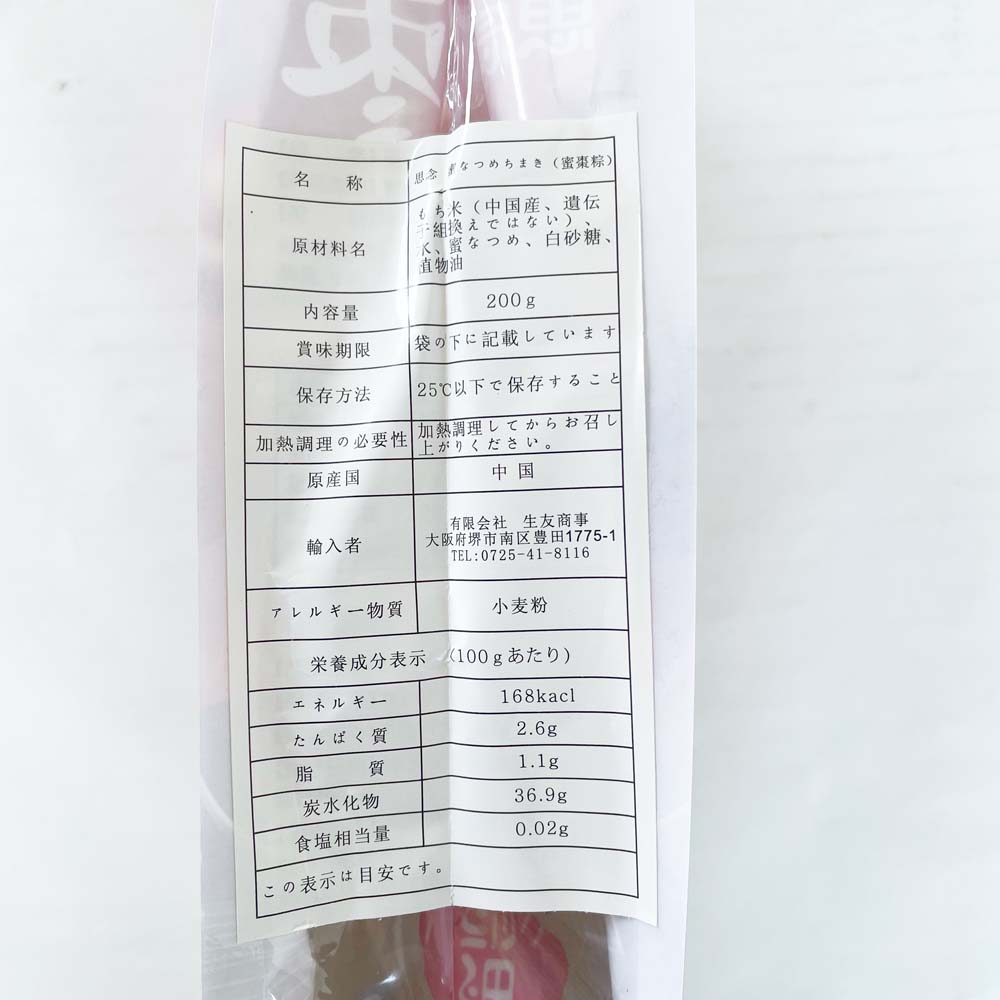 名　称
思念 蜜なつめちまき（蜜棗粽）
原材料名
もち米（中国産、遺伝
子組換えではない）、
水、蜜なつめ、白砂糖、
植物油
内容量
200g
賞味期限
袋の下に記載しています
保存方法
25℃以下で保存すること
加熱調理の必要性
加熱調理してからお召し
上がりください。
原産国
中国
輸入者
有限会社　生友商事
大阪府堺市南区豊田1775-1
TEL:0725-41-8116
アレルギー物質
小麦粉
栄養成分表示　（100gあたり）
エネルギー
168kacl
たんぱく質
2.6g
脂　質
1.1g
炭水化物
36.9g
食塩相当量
0.02g
この表示は目安です。